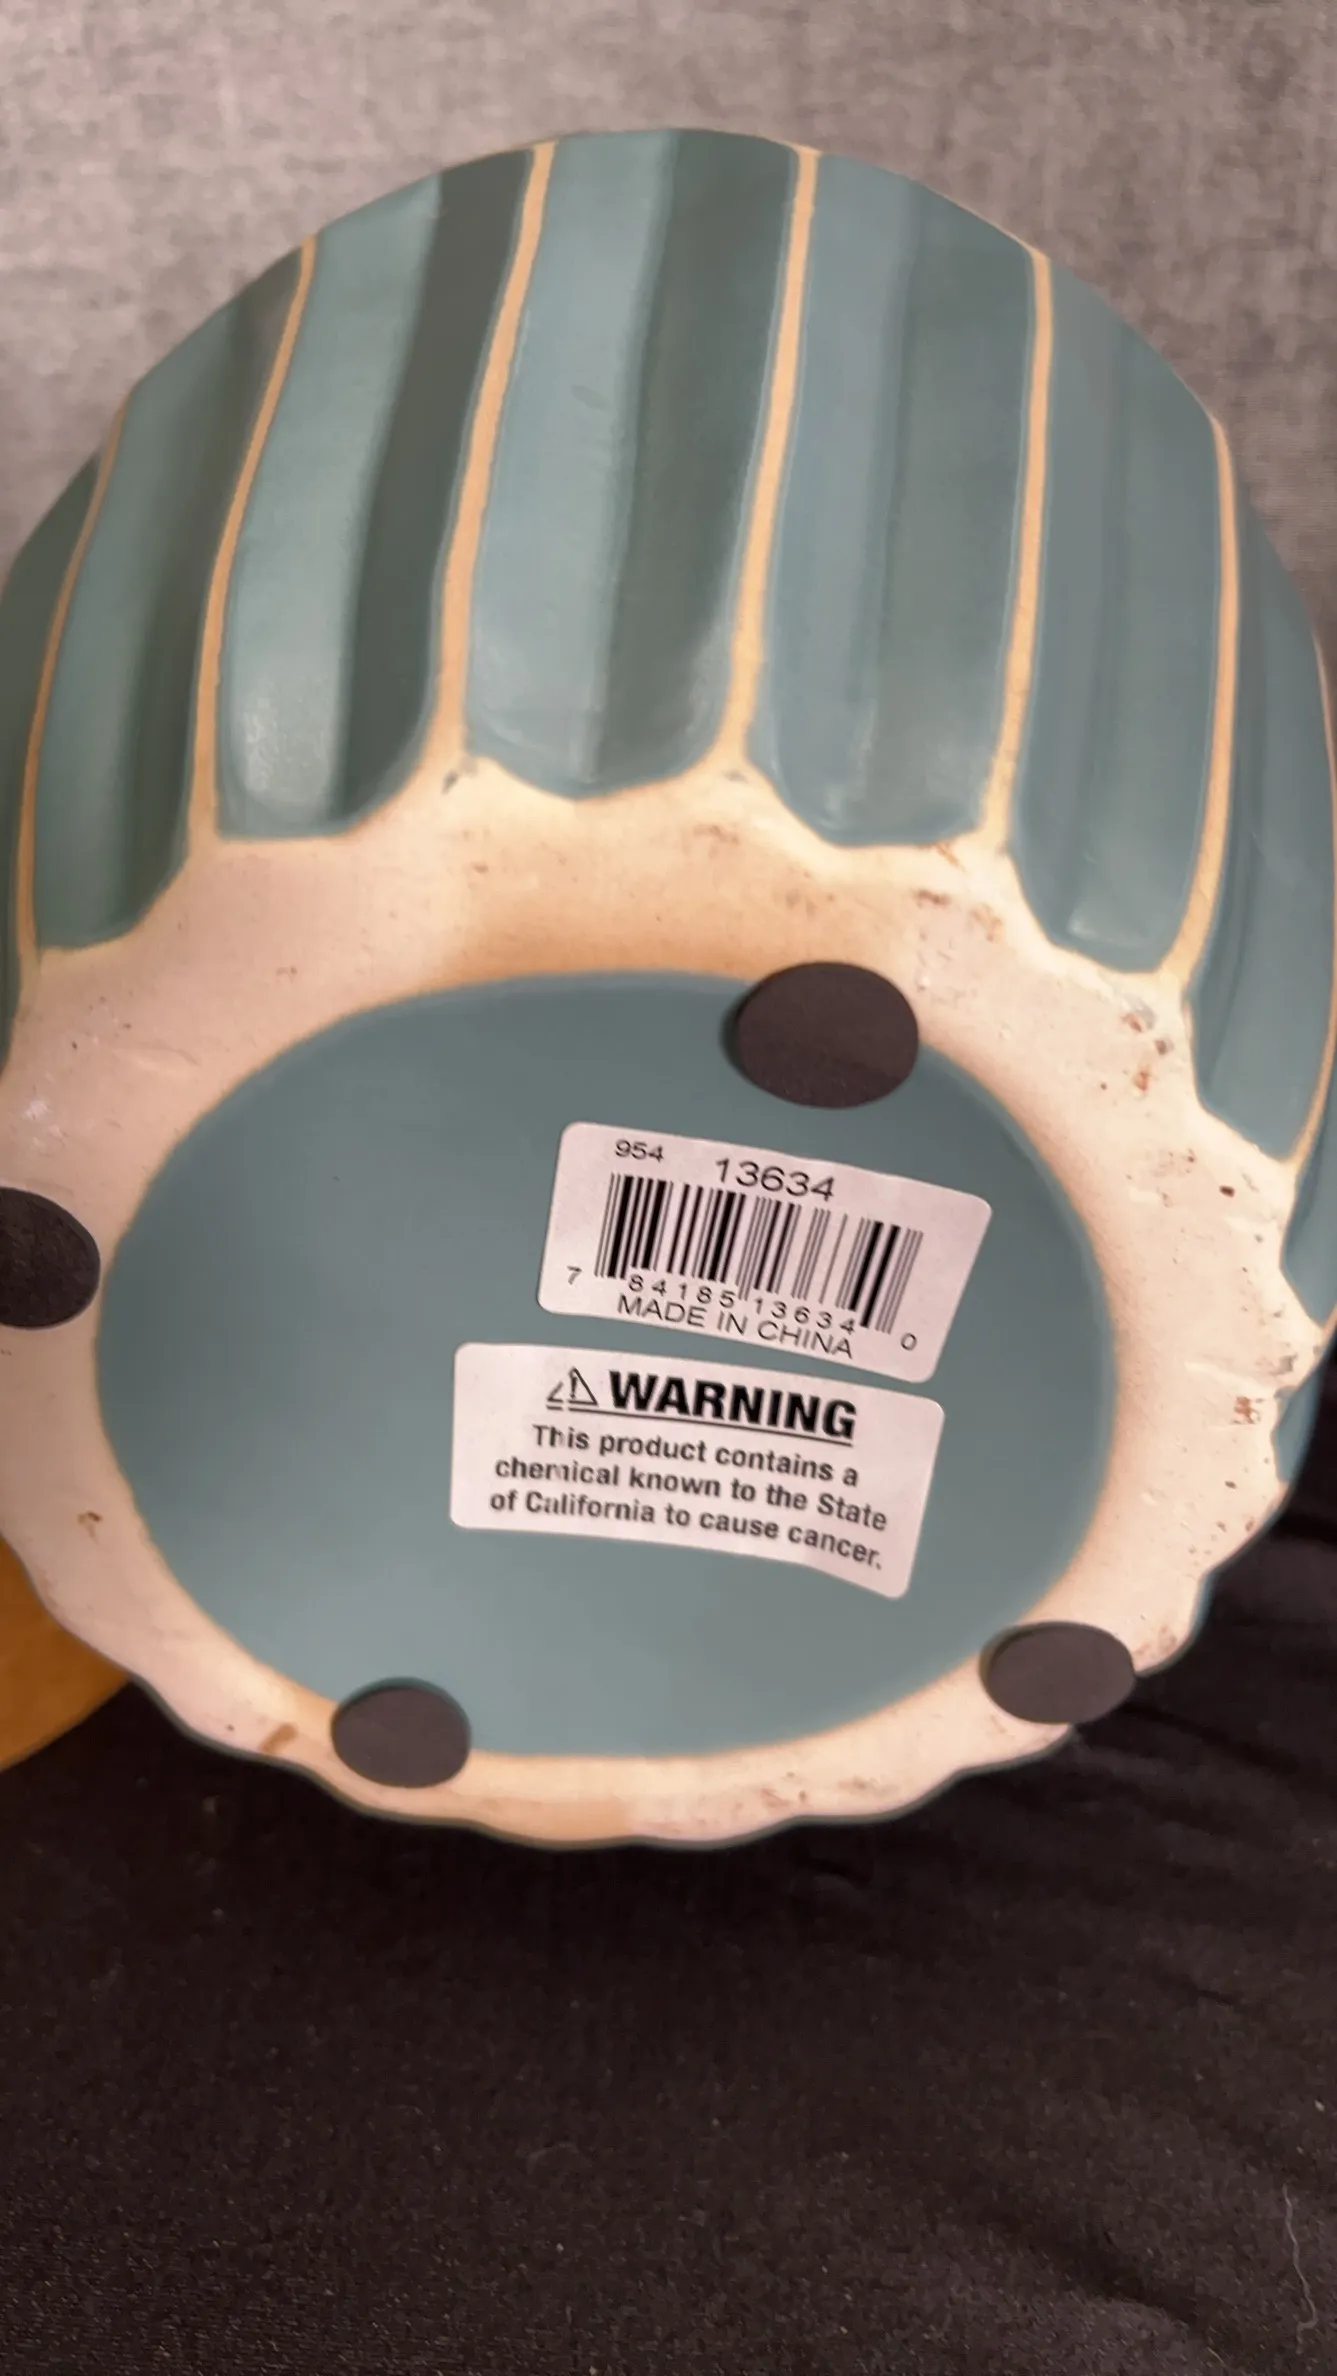 954 13634
7 84185 13634 0
MADE IN CHINA
⚠ WARNING
This product contains a
chemical known to the State
of California to cause cancer.